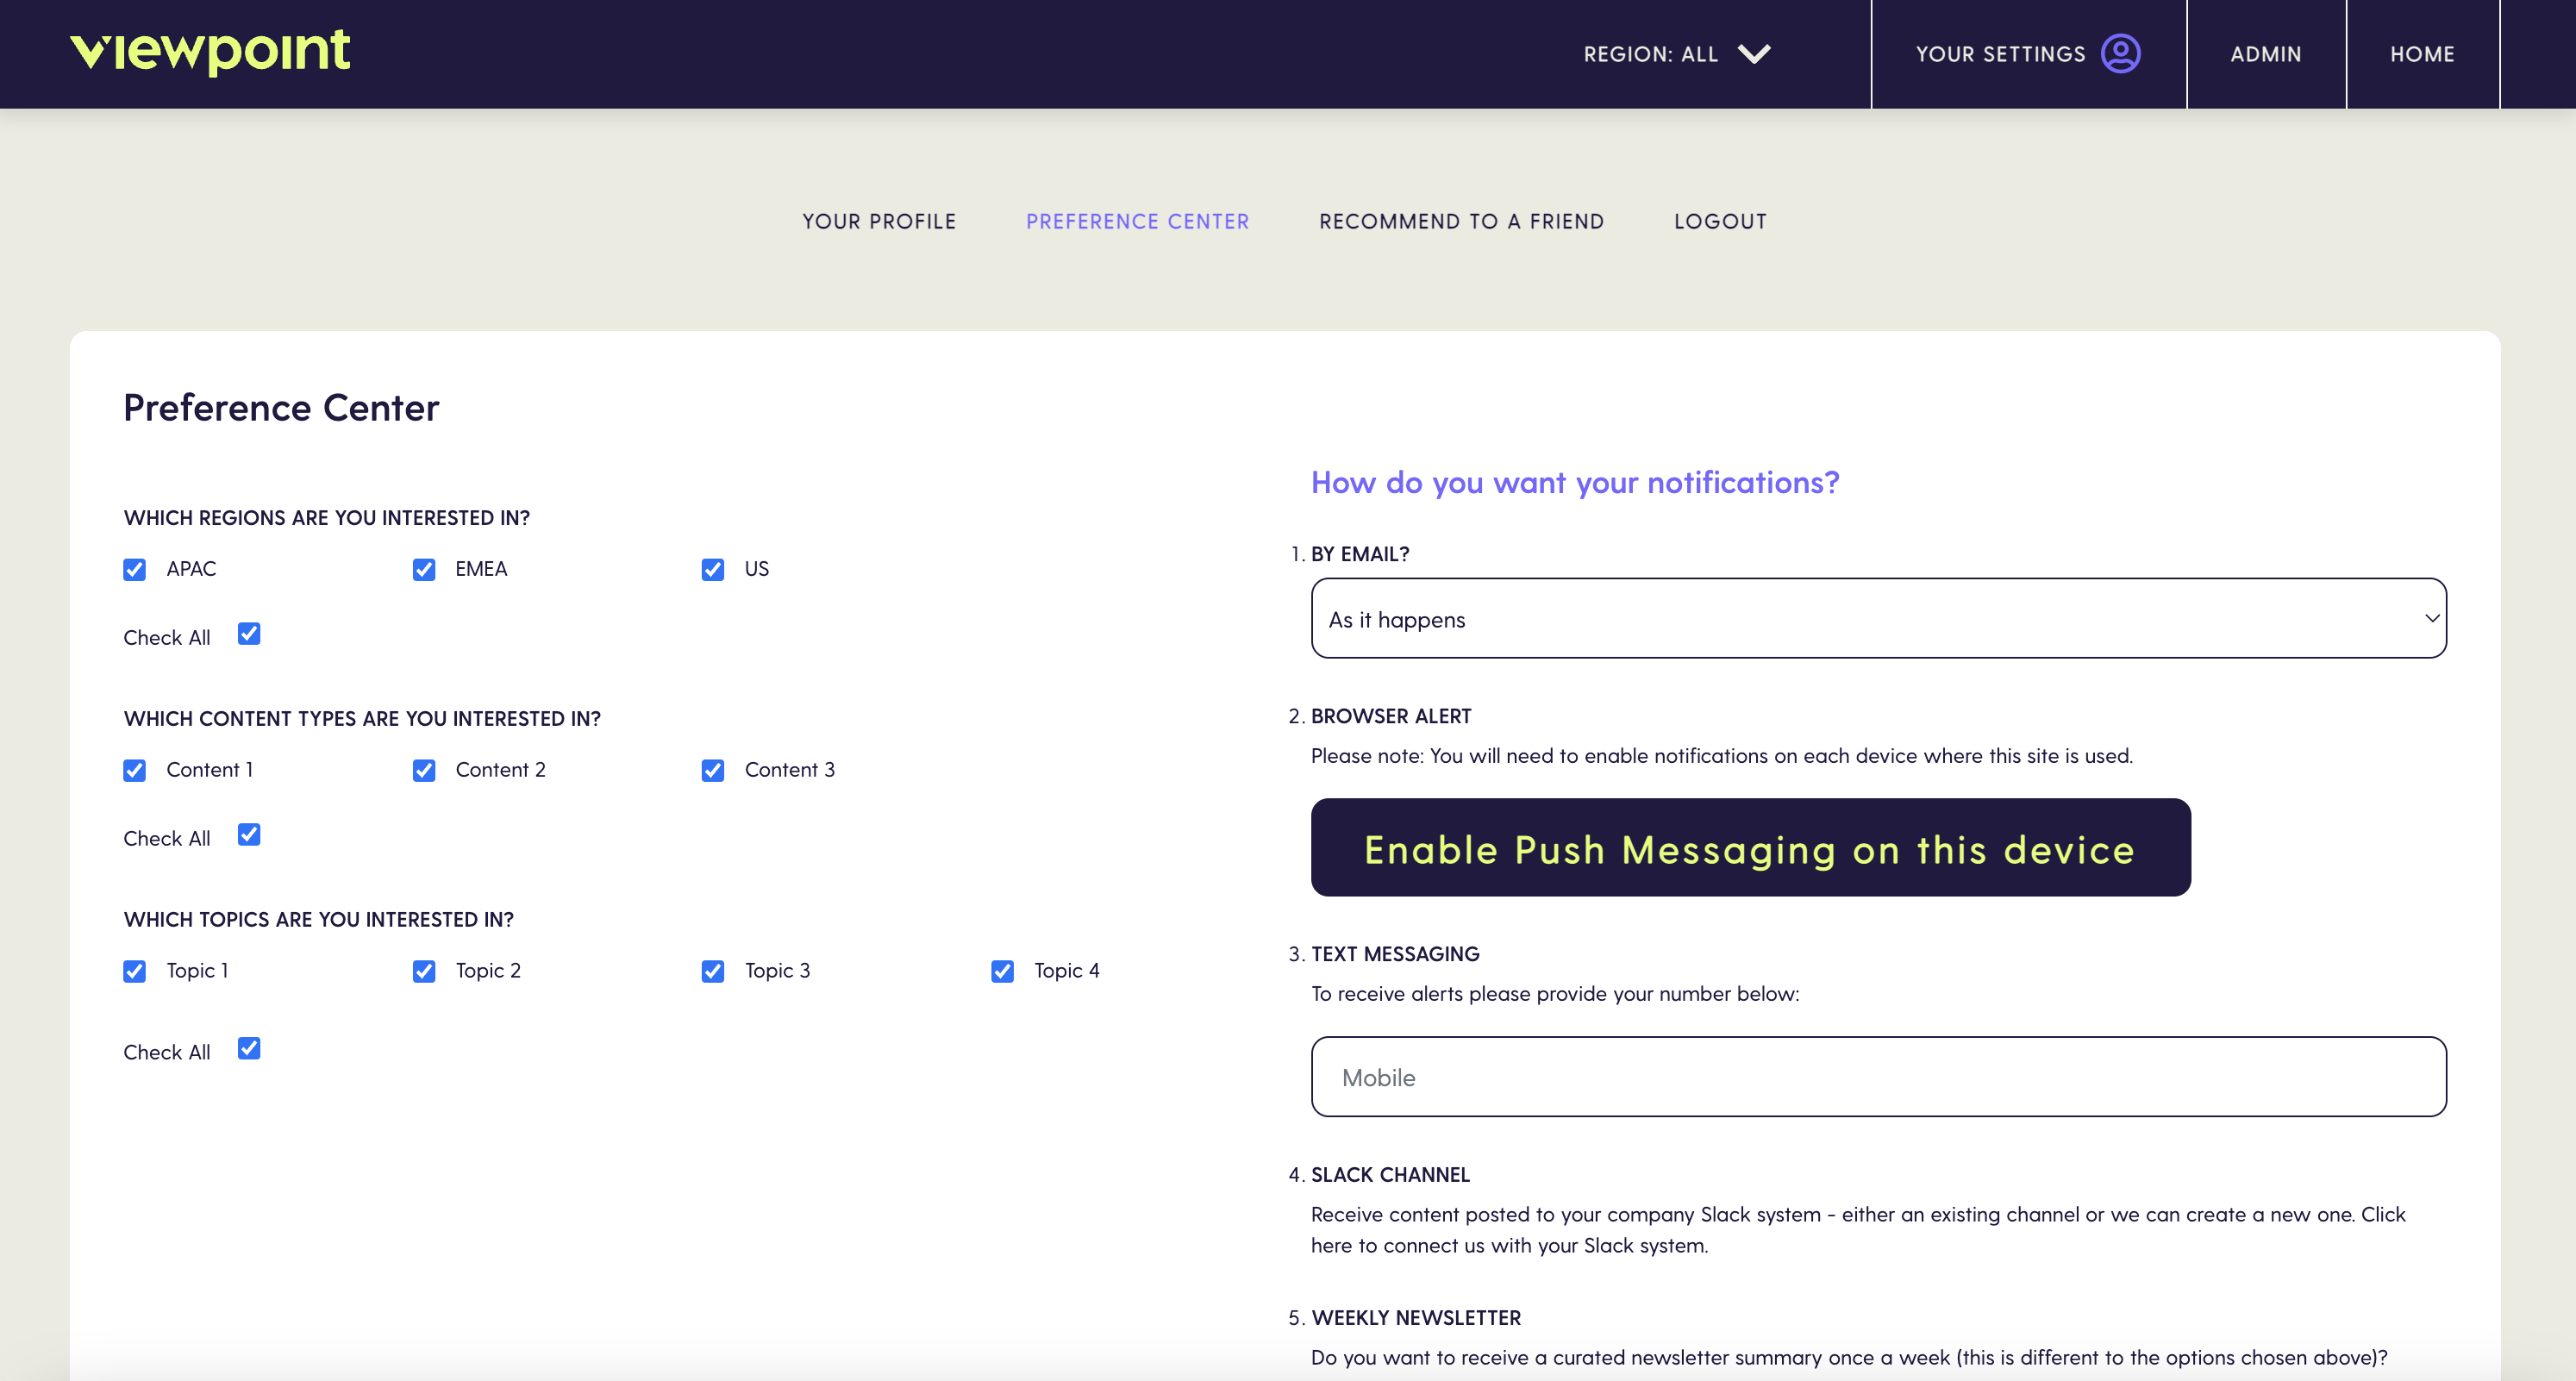 viewpoint
REGION: ALL
YOUR SETTINGS
ADMIN
HOME
YOUR PROFILE
PREFERENCE CENTER
RECOMMEND TO A FRIEND
LOGOUT
Preference Center
WHICH REGIONS ARE YOU INTERESTED IN?
APAC
EMEA
US
Check All
WHICH CONTENT TYPES ARE YOU INTERESTED IN?
Content 1
Content 2
Content 3
Check All
WHICH TOPICS ARE YOU INTERESTED IN?
Topic 1
Topic 2
Topic 3
Topic 4
Check All
How do you want your notifications?
1. BY EMAIL?
As it happens
2. BROWSER ALERT
Please note: You will need to enable notifications on each device where this site is used.
Enable Push Messaging on this device
3. TEXT MESSAGING
To receive alerts please provide your number below:
Mobile
4. SLACK CHANNEL
Receive content posted to your company Slack system - either an existing channel or we can create a new one. Click
here to connect us with your Slack system.
5. WEEKLY NEWSLETTER
Do you want to receive a curated newsletter summary once a week (this is different to the options chosen above)?